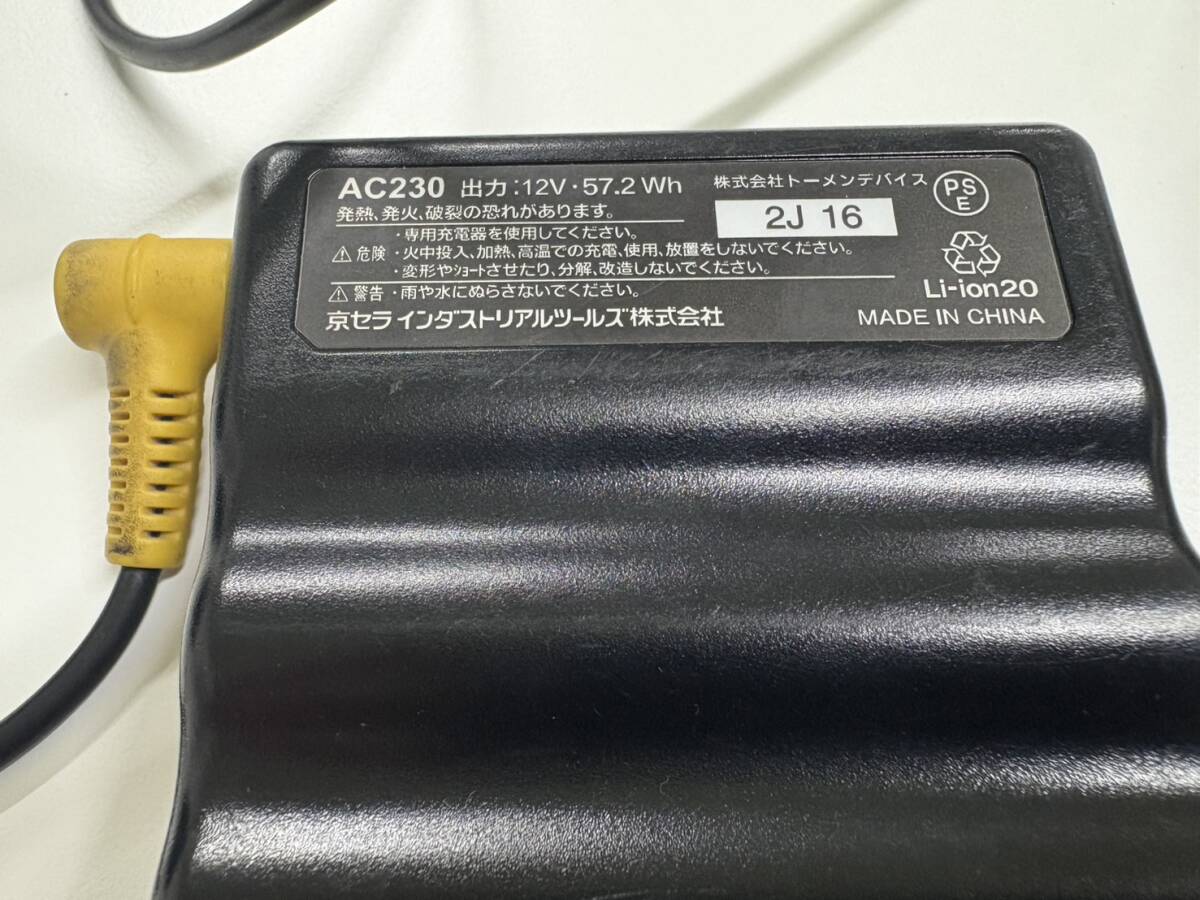 AC230 出力:12V・57.2 Wh
株式会社トーメンデバイス
PS
E
発熱、発火、破裂の恐れがあります。
2J 16
・専用充電器を使用してください。
⚠危険 ・火中投入、加熱、高温での充電、使用、放置をしないでください。
・変形やｼｮｰﾄさせたり、分解、改造しないでください。
⚠警告 ・雨や水にぬらさないでください。
Li-ion20
京セラ インダストリアルツールズ株式会社
MADE IN CHINA